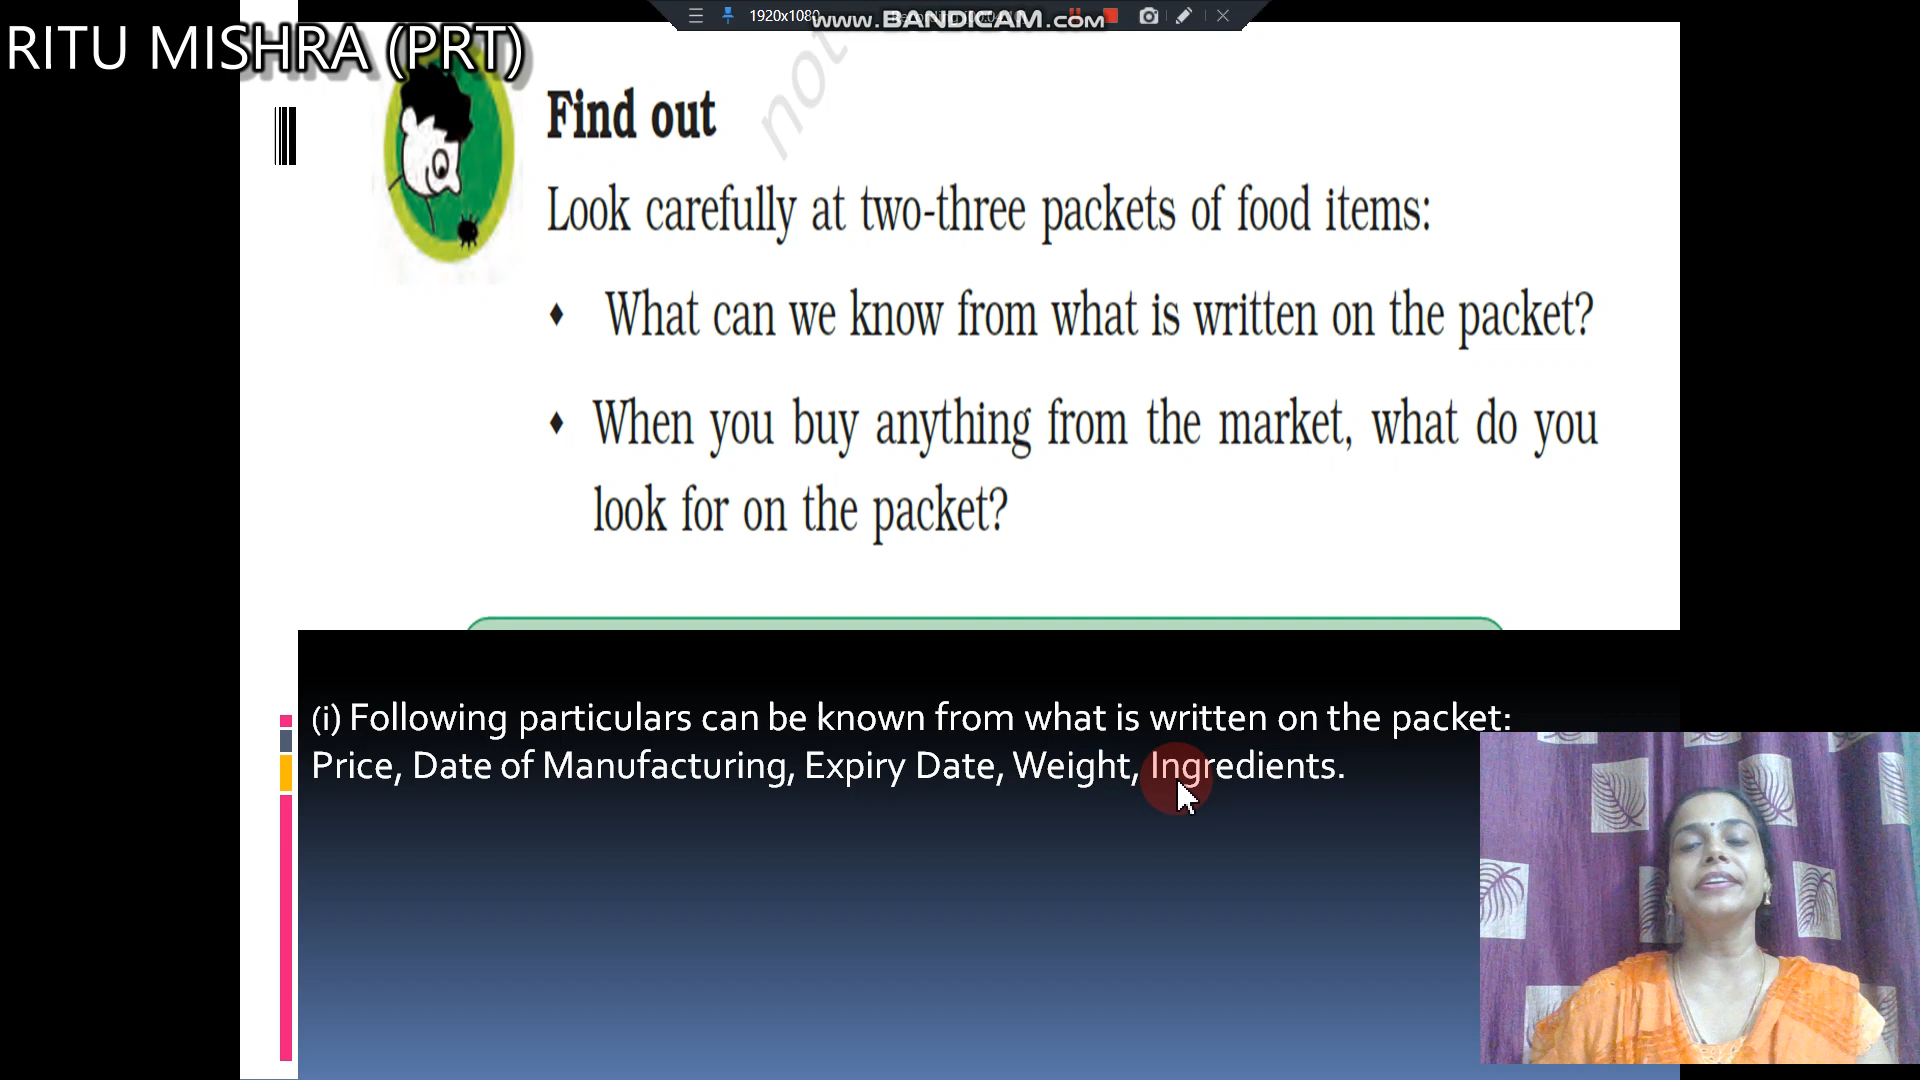 1920x1080
www.BANDICAM.com
RITU MISHRA (PRT)
not
Find out
Look carefully at two-three packets of food items:
♦ What can we know from what is written on the packet?
♦ When you buy anything from the market, what do you
look for on the packet?
(i) Following particulars can be known from what is written on the packet:
Price, Date of Manufacturing, Expiry Date, Weight, Ingredients.